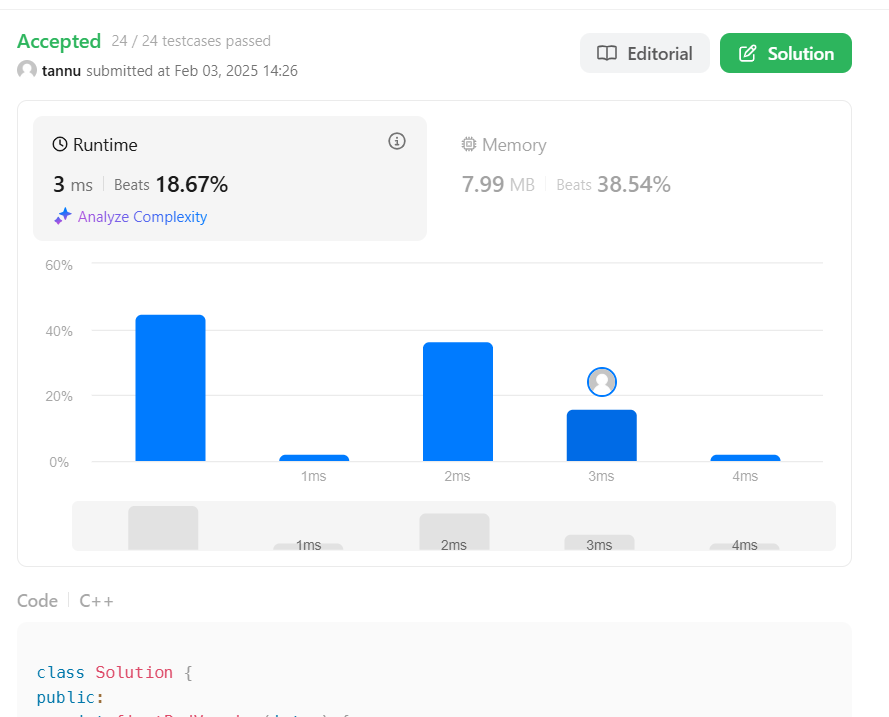 Accepted 24 / 24 testcases passed
Editorial
Solution
tannu submitted at Feb 03, 2025 14:26
Runtime
Memory
3 ms Beats 18.67%
7.99 MB Beats 38.54%
Analyze Complexity
60%
40%
20%
0%
1ms 2ms 3ms 4ms
1ms 2ms 3ms 4ms
Code C++
class Solution {
public: